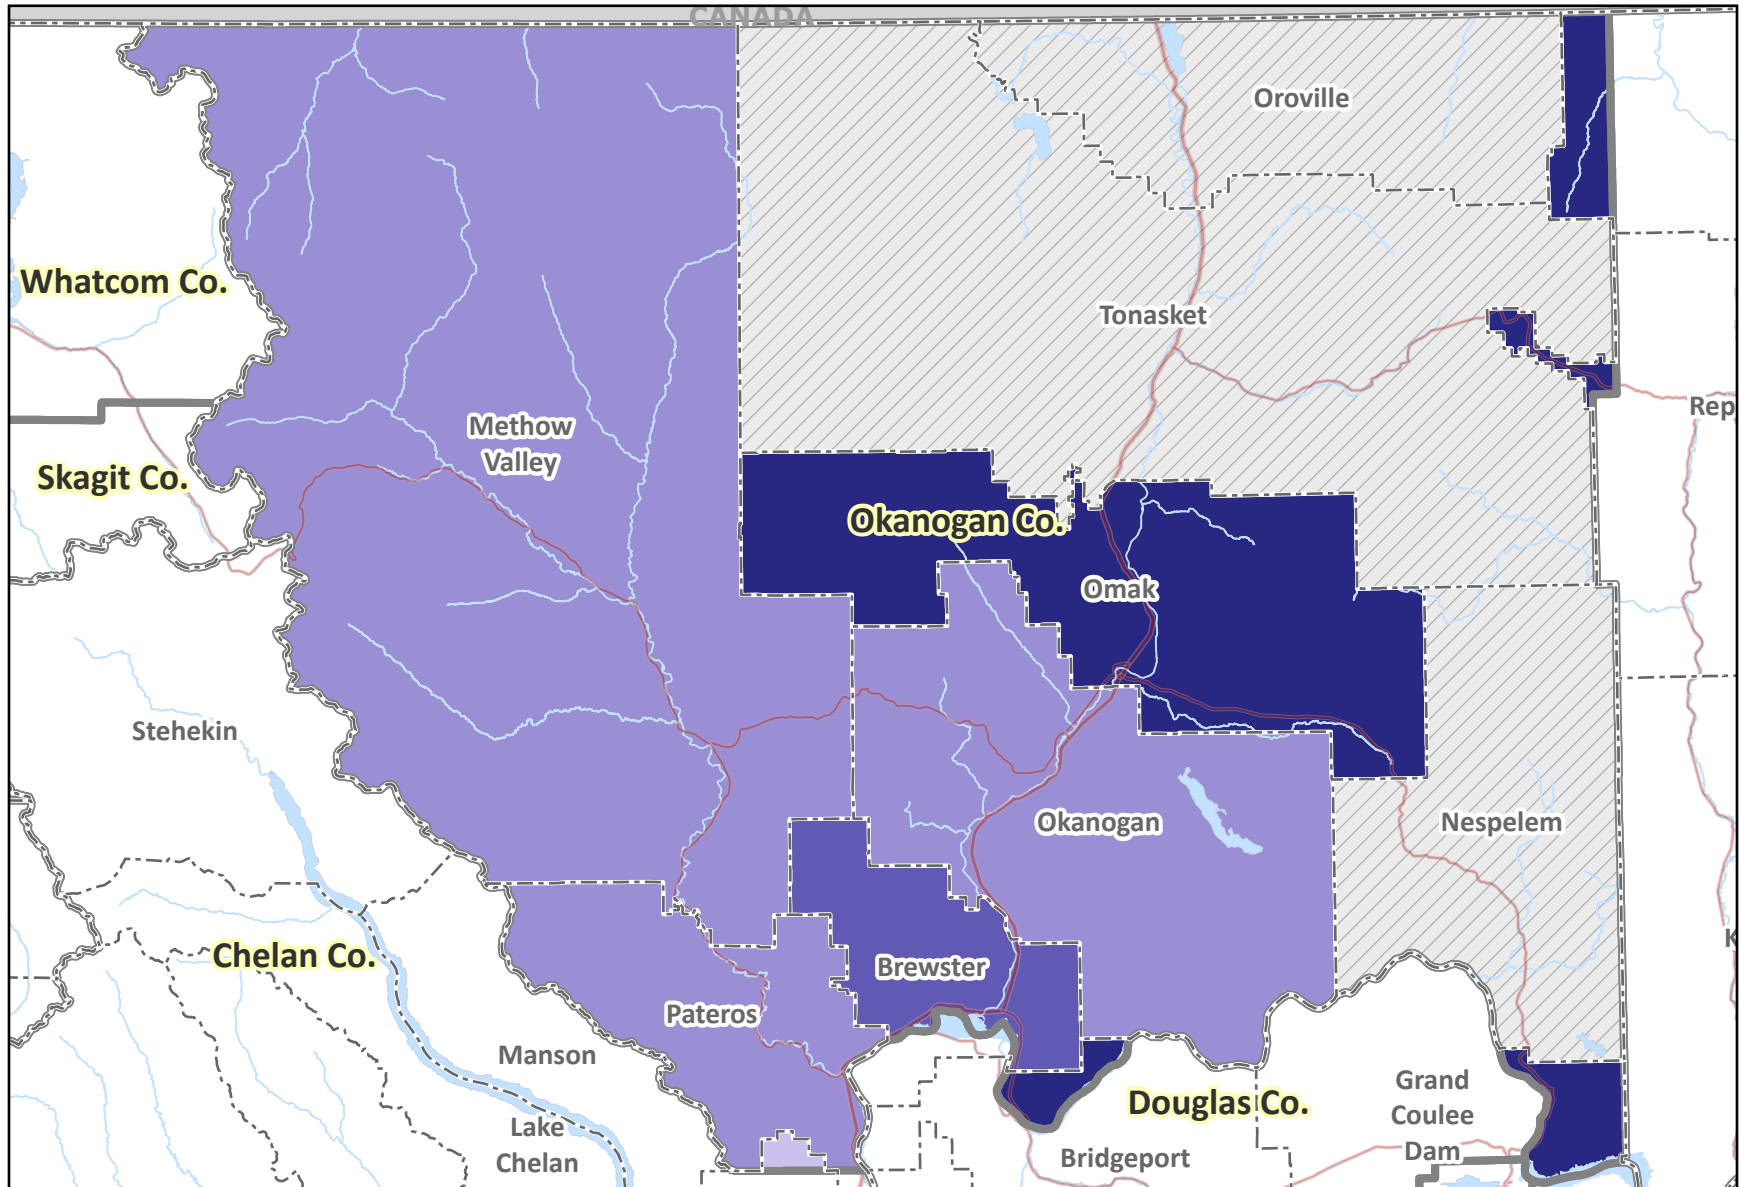 CANADA
Oroville
Whatcom Co.
Tonasket
Rep
Methow
Valley
Skagit Co.
Okanogan Co.
Omak
Stehekin
Okanogan
Nespelem
K
Chelan Co.
Brewster
Pateros
Manson
Grand
Coulee
Dam
Douglas Co.
Lake
Chelan
Bridgeport